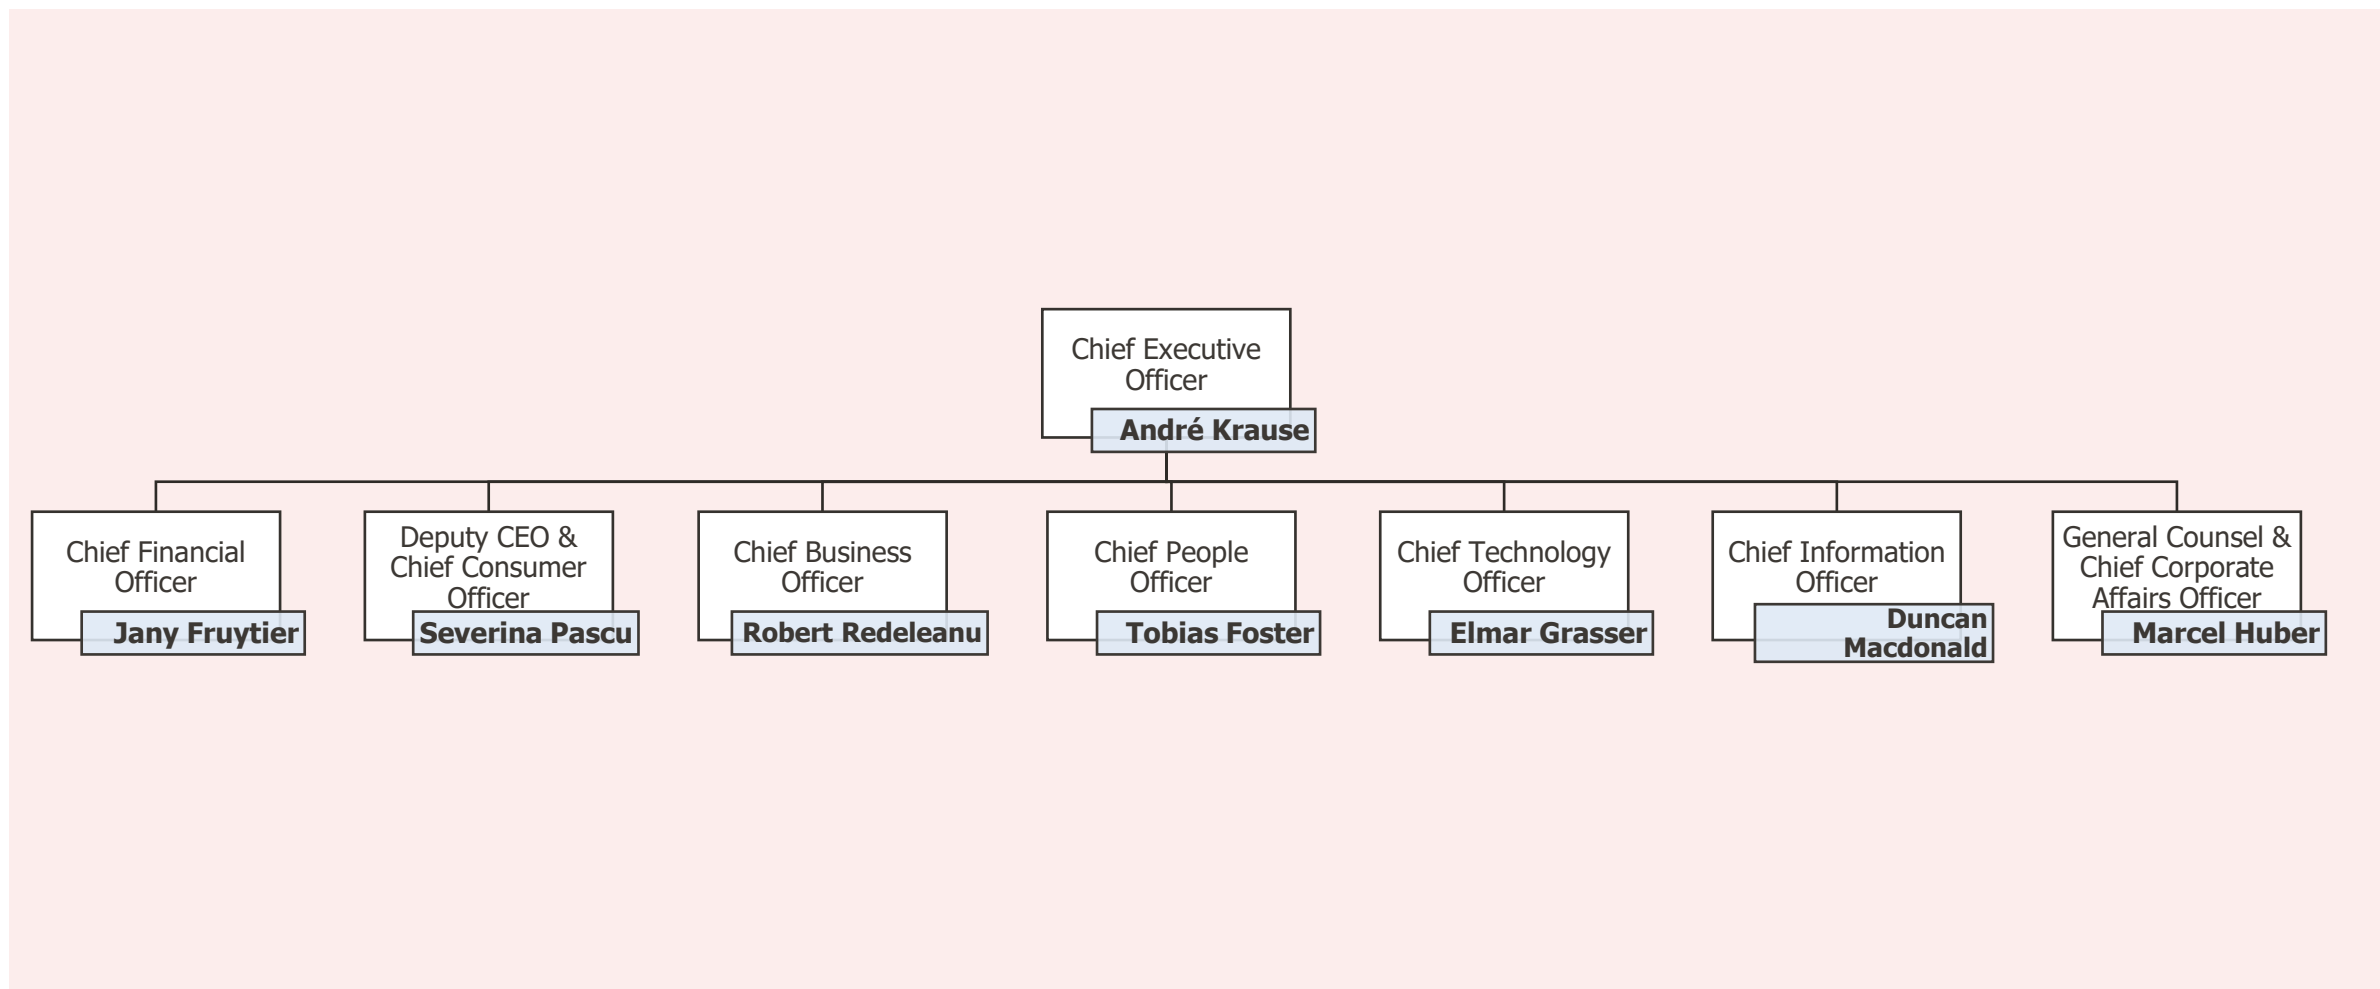 Chief Executive
Officer
André Krause
Chief Financial
Officer
Jany Fruytier
Deputy CEO &
Chief Consumer
Officer
Severina Pascu
Chief Business
Officer
Robert Redeleanu
Chief People
Officer
Tobias Foster
Chief Technology
Officer
Elmar Grasser
Chief Information
Officer
Duncan
Macdonald
General Counsel &
Chief Corporate
Affairs Officer
Marcel Huber